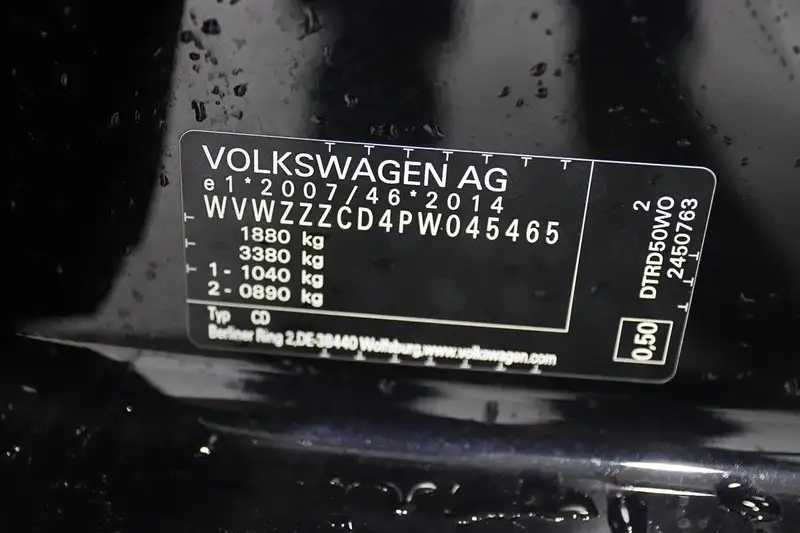 VOLKSWAGEN AG
e1*2007/46*2014
WVWZZZCD4PW045465
1880 kg
3380 kg
1 - 1040 kg
2 - 0890 kg
Typ CD
Berliner Ring 2,DE-38440 Wolfsburg,www.volkswagen.com
2
DTRD50WO
2450763
0,50